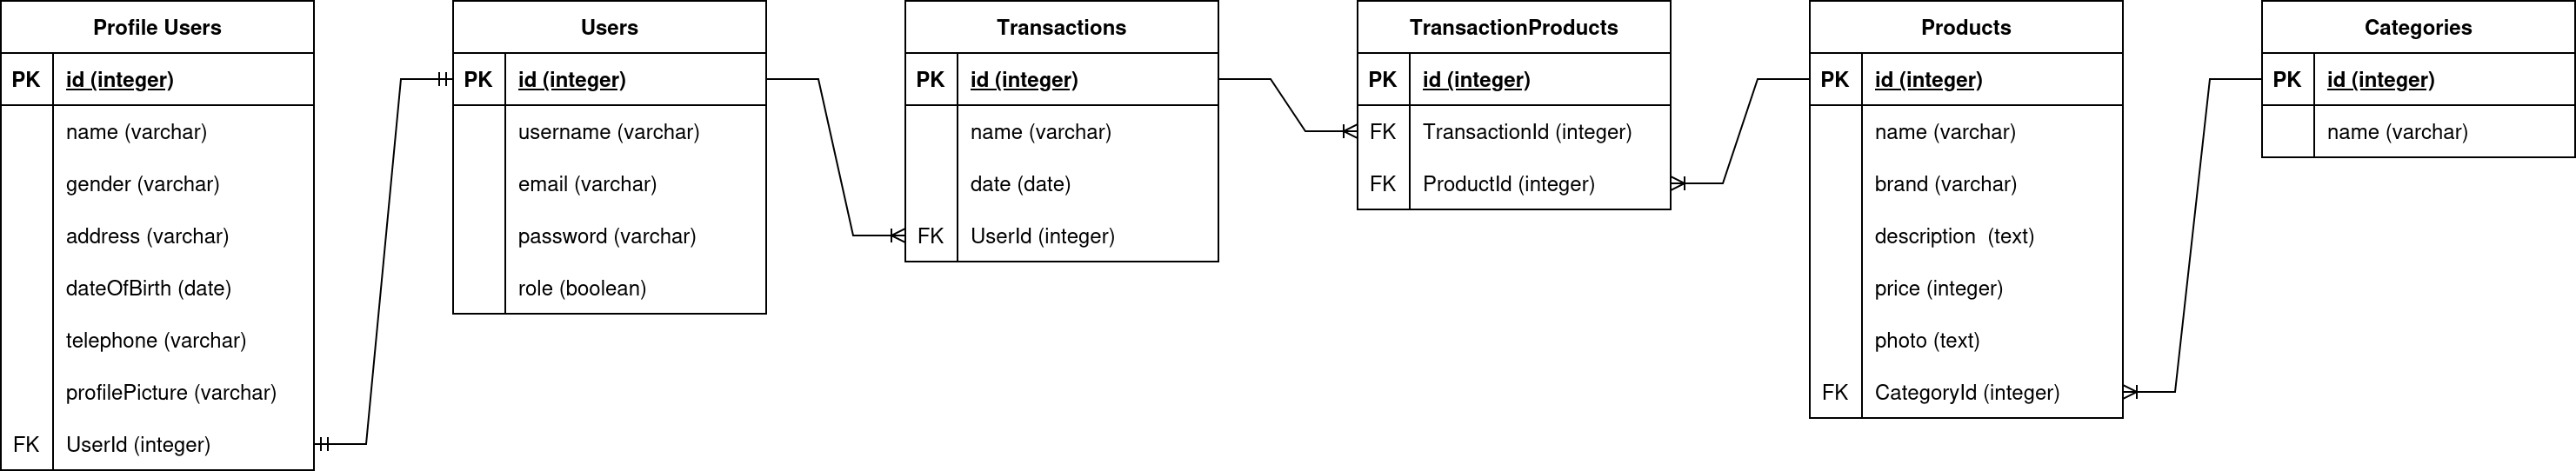 Profile Users
PK id (integer)
name (varchar)
gender (varchar)
address (varchar)
dateOfBirth (date)
telephone (varchar)
profilePicture (varchar)
FK UserId (integer)
Users
PK id (integer)
username (varchar)
email (varchar)
password (varchar)
role (boolean)
Transactions
PK id (integer)
name (varchar)
date (date)
FK UserId (integer)
TransactionProducts
PK id (integer)
FK TransactionId (integer)
FK ProductId (integer)
Products
PK id (integer)
name (varchar)
brand (varchar)
description  (text)
price (integer)
photo (text)
FK CategoryId (integer)
Categories
PK id (integer)
name (varchar)